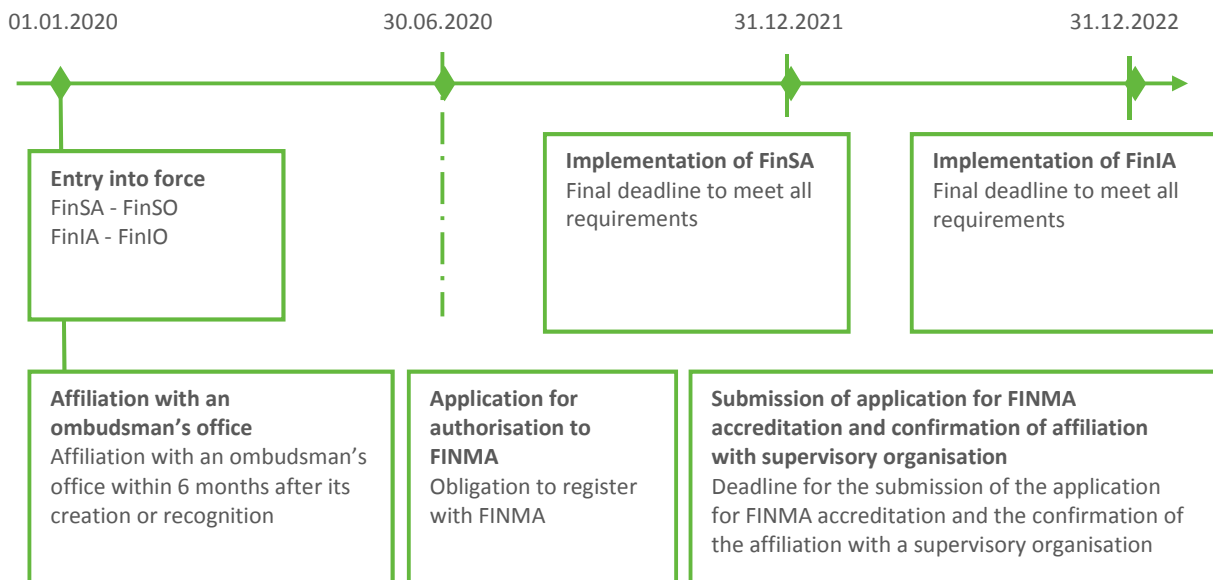 01.01.2020
30.06.2020
31.12.2021
31.12.2022
Entry into force
FinSA - FinSO
FinIA - FinIO
Implementation of FinSA
Final deadline to meet all
requirements
Implementation of FinIA
Final deadline to meet all
requirements
Affiliation with an
ombudsman’s office
Affiliation with an ombudsman’s
office within 6 months after its
creation or recognition
Application for
authorisation to
FINMA
Obligation to register
with FINMA
Submission of application for FINMA
accreditation and confirmation of affiliation
with supervisory organisation
Deadline for the submission of the application
for FINMA accreditation and the confirmation of
the affiliation with a supervisory organisation